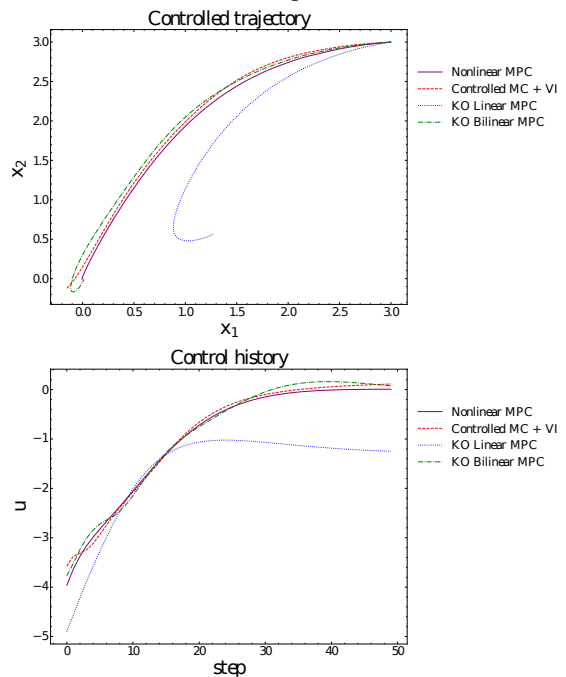 Controlled trajectory
3.0
2.5
2.0
1.5
1.0
0.5
0.0
x2
0.0
0.5
1.0
1.5
2.0
2.5
3.0
x1
Nonlinear MPC
Controlled MC + VI
KO Linear MPC
KO Bilinear MPC
Control history
0
−1
−2
−3
−4
−5
u
0
10
20
30
40
50
step
Nonlinear MPC
Controlled MC + VI
KO Linear MPC
KO Bilinear MPC